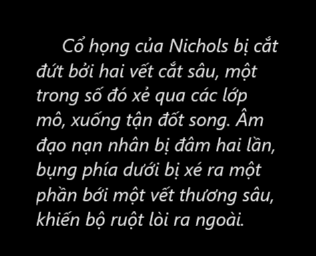 Cổ họng của Nichols bị cắt
đứt bởi hai vết cắt sâu, một
trong số đó xẻ qua các lớp
mô, xuống tận đốt song. Âm
đạo nạn nhân bị đâm hai lần,
bụng phía dưới bị xé ra một
phần bới một vết thương sâu,
khiến bộ ruột lòi ra ngoài.